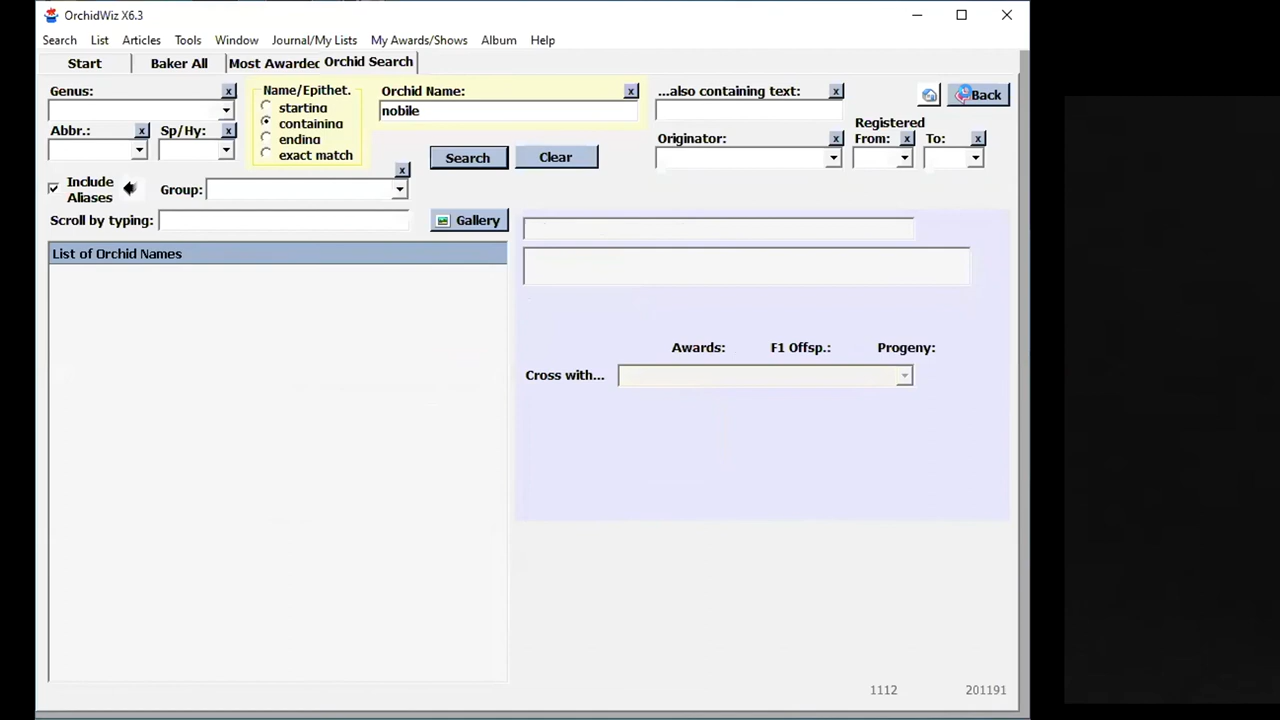 OrchidWiz X6.3
Search List Articles Tools Window Journal/My Lists My Awards/Shows Album Help
Start Baker All Most Awarded Orchid Search
Genus: x Name/Epithet. Orchid Name: x ...also containing text: x Back
starting
nobile
containing
Abbr.: x Sp/Hy: x ending Originator: x Registered From: x To: x
exact match Search Clear
Include Aliases Group: x
Scroll by typing: Gallery
List of Orchid Names
Awards: F1 Offsp.: Progeny:
Cross with...
1112 201191